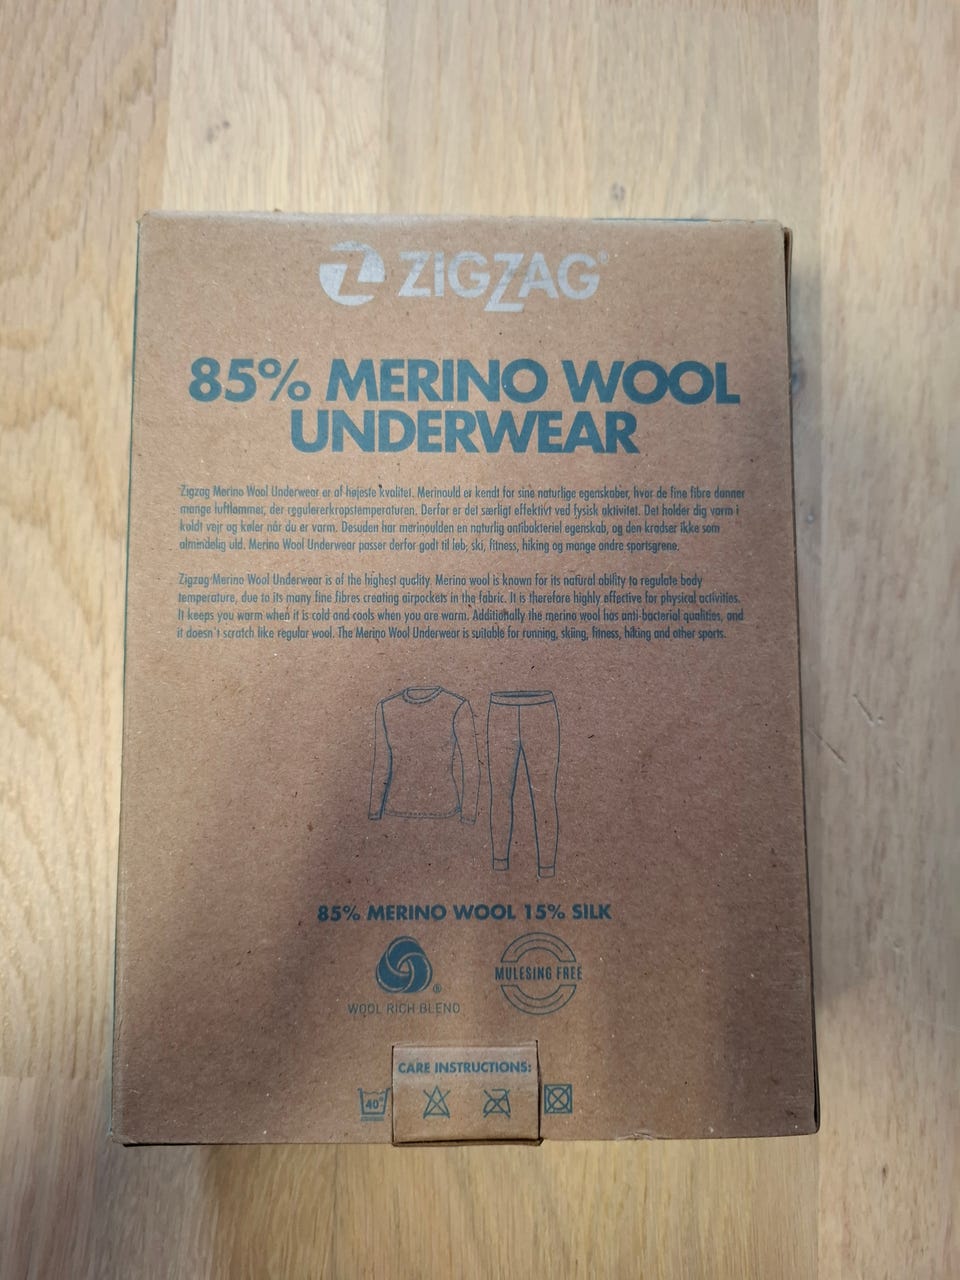 ZIGZAG®
85% MERINO WOOL
UNDERWEAR
Zigzag Merino Wool Underwear er af højeste kvalitet. Merinould er kendt for sine naturlige egenskaber, hvor de fine fibre danner
mange luftlommer, der regulererkropstemperaturen. Derfor er det særligt effektivt ved fysisk aktivitet. Det holder dig varm i
koldt vejr og køler når du er varm. Desuden har merinoulden en naturlig antibakteriel egenskab, og den kradser ikke som
almindelig uld. Merino Wool Underwear passer derfor godt til løb, ski, fitness, hiking og mange andre sportsgrene.
Zigzag Merino Wool Underwear is of the highest quality. Merino wool is known for its natural ability to regulate body
temperature, due to its many fine fibres creating airpockets in the fabric. It is therefore highly effective for physical activities.
It keeps you warm when it is cold and cools when you are warm. Additionally the merino wool has anti-bacterial qualities, and
it doesn´t scratch like regular wool. The Merino Wool Underwear is suitable for running, skiing, fitness, hiking and other sports.
85% MERINO WOOL 15% SILK
®
MULESING FREE
WOOL RICH BLEND
CARE INSTRUCTIONS:
40°